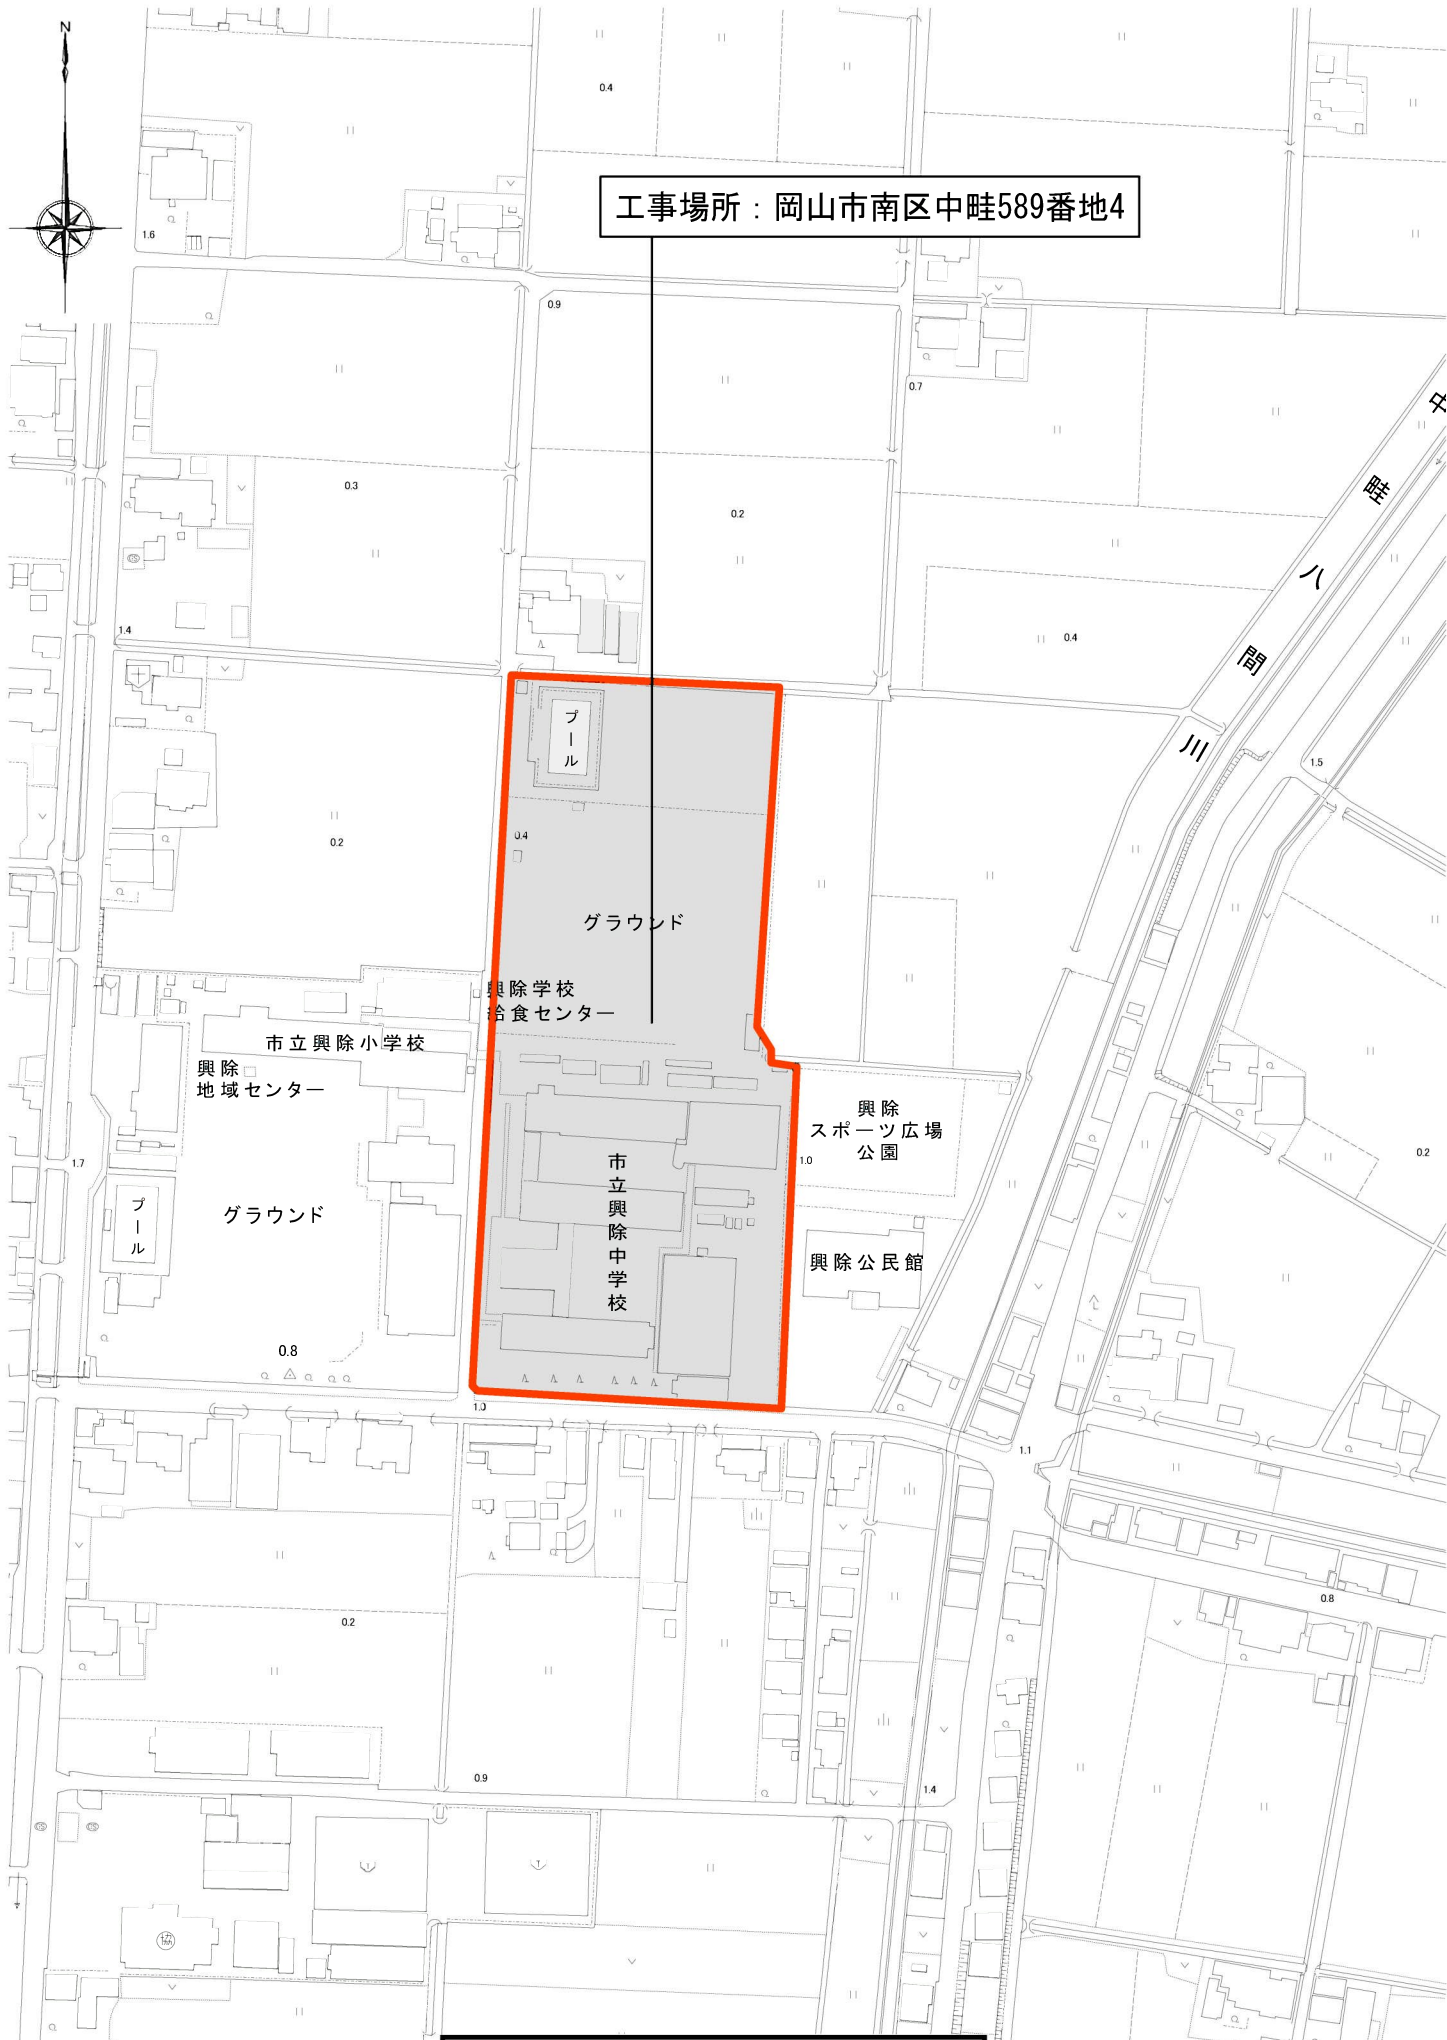 N
0.4
工事場所：岡山市南区中畦589番地4
1.6
0.9
0.7
中
畦
八
間
川
0.3
0.2
1.4
0.4
プール
1.5
0.4
0.2
グラウンド
興除学校
給食センター
市立興除小学校
興除
地域センター
興除
スポーツ広場
公園
1.0
0.2
1.7
市立興除中学校
プール
グラウンド
興除公民館
0.8
1.0
1.1
0.2
0.8
0.9
1.4
協